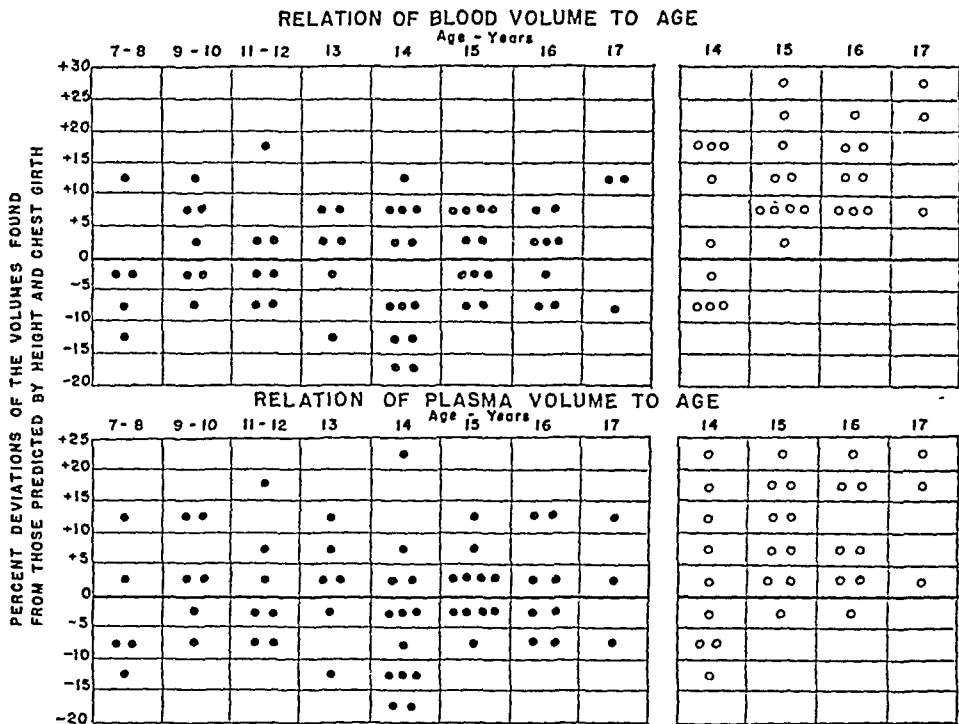 RELATION OF BLOOD VOLUME TO AGE
Age - Years
7-8 9-10 11-12 13 14 15 16 17 14 15 16 17
+30
+25
+20
+15
+10
+5
0
-5
-10
-15
-20
RELATION OF PLASMA VOLUME TO AGE
Age - Years
7-8 9-10 11-12 13 14 15 16 17 14 15 16 17
+25
+20
+15
+10
+5
0
-5
-10
-15
-20
PERCENT DEVIATIONS OF THE VOLUMES FOUND
FROM THOSE PREDICTED BY HEIGHT AND CHEST GIRTH